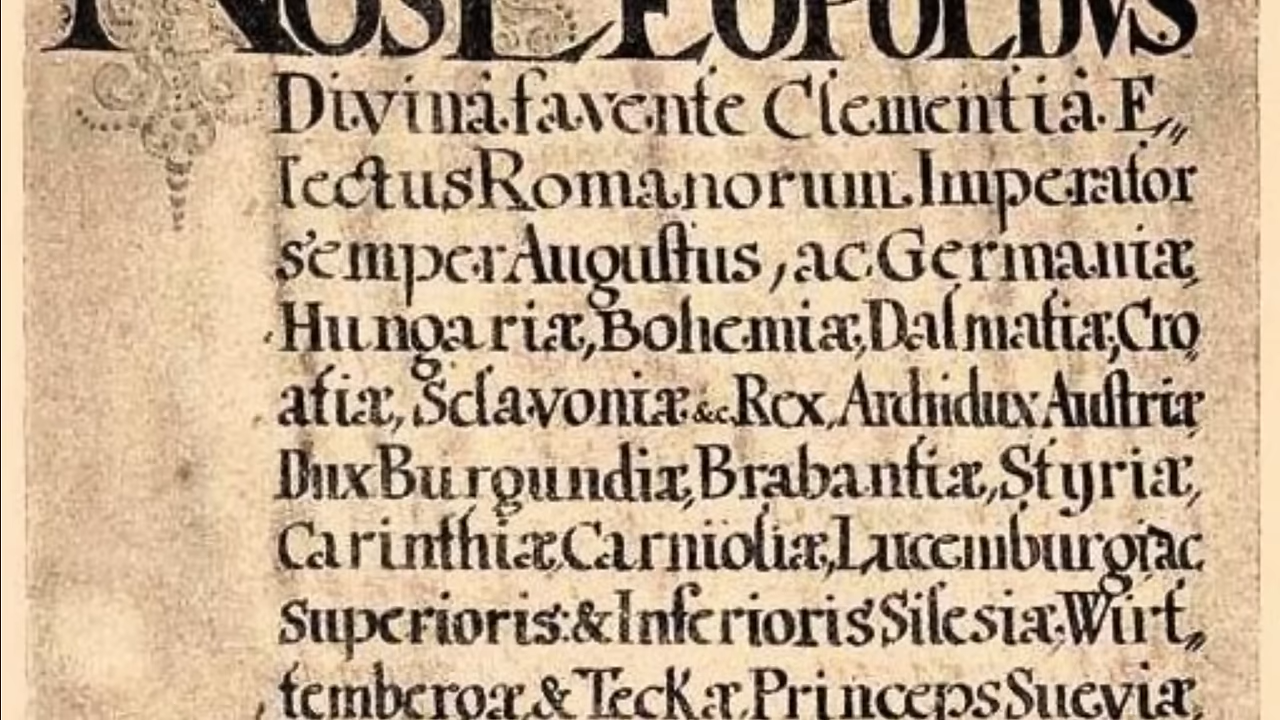 NOS LEOPOLDVS
Divinâ favente Clementiâ E„
lectus Romanorum Imperator
semper Augustus, ac Germaniæ,
Hungariæ, Bohemiæ, Dalmatiæ, Cro„
atiæ, Sclavoniæ &c. Rex, Archidux Austriæ
Dux Burgundiæ, Brabantiæ, Styriæ,
Carinthiæ, Carnioliæ, Lucemburgiæ ac
Superioris & Inferioris Silesiæ, Wirt„
tembergæ & Teckæ, Princeps Sueviæ,